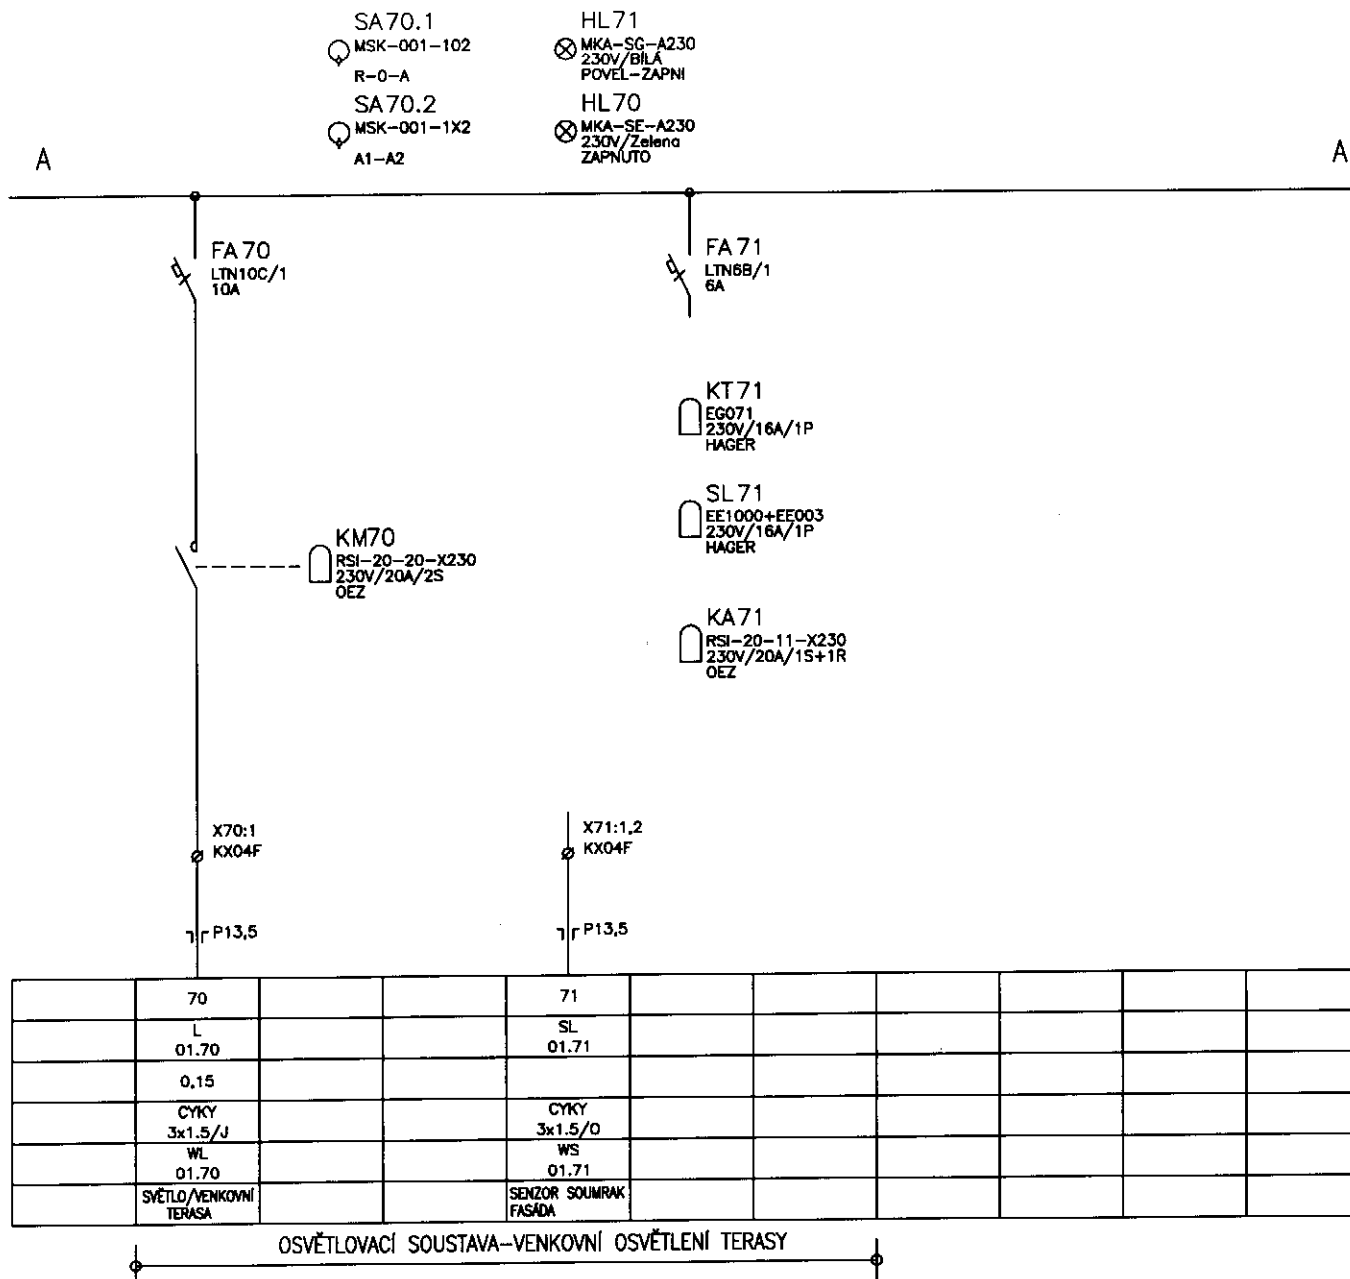 SA70.1
MSK-001-102
R-0-A
HL71
MKA-SG-A230
230V/BÍLÁ
POVEL-ZAPNI
SA70.2
MSK-001-1X2
A1-A2
HL70
MKA-SE-A230
230V/Zelena
ZAPNUTO
A
A
FA70
LTN10C/1
10A
FA71
LTN6B/1
6A
KT71
EG071
230V/16A/1P
HAGER
SL71
EE1000+EE003
230V/16A/1P
HAGER
KM70
RSI-20-20-X230
230V/20A/2S
OEZ
KA71
RSI-20-11-X230
230V/20A/1S+1R
OEZ
X70:1
KX04F
X71:1,2
KX04F
P13,5
P13,5
70
71
L
01.70
SL
01.71
0,15
CYKY
3x1.5/J
CYKY
3x1.5/O
WL
01.70
WS
01.71
SVĚTLO/VENKOVNÍ
TERASA
SENZOR SOUMRAK
FASÁDA
OSVĚTLOVACÍ SOUSTAVA-VENKOVNÍ OSVĚTLENÍ TERASY